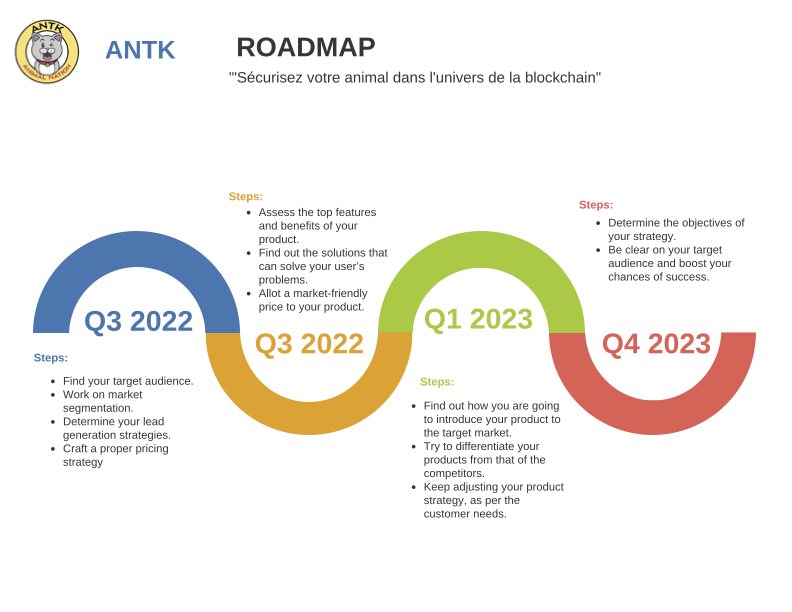 ANTK
ANIMAL NATION
ANTK
ROADMAP
"'Sécurisez votre animal dans l'univers de la blockchain"
Q3 2022
Steps:
• Find your target audience.
• Work on market
segmentation.
• Determine your lead
generation strategies.
• Craft a proper pricing
strategy
Steps:
• Assess the top features
and benefits of your
product.
• Find out the solutions that
can solve your user's
problems.
• Allot a market-friendly
price to your product.
Q3 2022
Q1 2023
Steps:
• Find out how you are going
to introduce your product to
the target market.
• Try to differentiate your
products from that of the
competitors.
• Keep adjusting your product
strategy, as per the
customer needs.
Steps:
• Determine the objectives of
your strategy.
• Be clear on your target
audience and boost your
chances of success.
Q4 2023